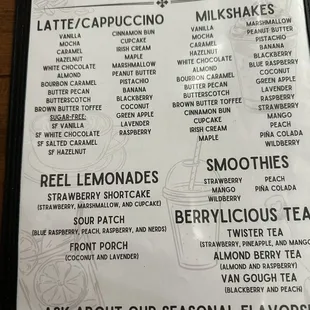 LATTE/CAPPUCCINO
VANILLA
MOCHA
CARAMEL
HAZELNUT
WHITE CHOCOLATE
ALMOND
BOURBON CARAMEL
BUTTER PECAN
BUTTERSCOTCH
BROWN BUTTER TOFFEE
SUGAR-FREE:
SF VANILLA
SF WHITE CHOCOLATE
SF SALTED CARAMEL
SF HAZELNUT
CINNAMON BUN
CUPCAKE
IRISH CREAM
MAPLE
MARSHMALLOW
PEANUT BUTTER
PISTACHIO
BANANA
BLACKBERRY
COCONUT
GREEN APPLE
LAVENDER
RASPBERRY
MILKSHAKES
VANILLA
MOCHA
CARAMEL
HAZELNUT
WHITE CHOCOLATE
ALMOND
BOURBON CARAMEL
BUTTER PECAN
BUTTERSCOTCH
BROWN BUTTER TOFFEE
CINNAMON BUN
CUPCAKE
IRISH CREAM
MAPLE
MARSHMALLOW
PEANUT BUTTER
PISTACHIO
BANANA
BLACKBERRY
BLUE RASPBERRY
COCONUT
GREEN APPLE
LAVENDER
RASPBERRY
STRAWBERRY
MANGO
PEACH
PIÑA COLADA
WILDBERRY
REEL LEMONADES
STRAWBERRY SHORTCAKE
(STRAWBERRY, MARSHMALLOW, AND CUPCAKE)
SOUR PATCH
(BLUE RASPBERRY, PEACH, RASPBERRY, AND NERDS)
FRONT PORCH
(COCONUT AND LAVENDER)
SMOOTHIES
STRAWBERRY
MANGO
WILDBERRY
PEACH
PIÑA COLADA
BERRYLICIOUS TEA
TWISTER TEA
(STRAWBERRY, PINEAPPLE, AND MANGO
ALMOND BERRY TEA
(ALMOND AND RASPBERRY)
VAN GOUGH TEA
(BLACKBERRY AND PEACH)
ASK ABOUT OUR SEASONAL FLAVORS!